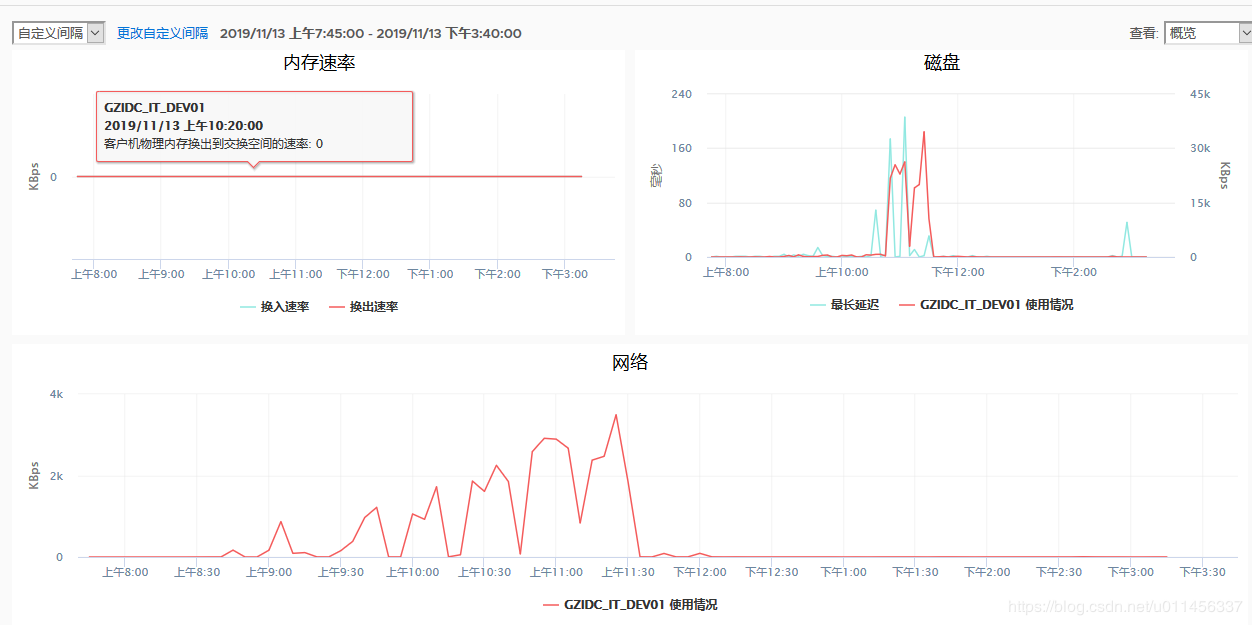 自定义间隔 更改自定义间隔 2019/11/13 上午7:45:00 - 2019/11/13 下午3:40:00 查看: 概览
内存速率
GZIDC_IT_DEV01
2019/11/13 上午10:20:00
客户机物理内存换出到交换空间的速率: 0
KBps
0
上午8:00 上午9:00 上午10:00 上午11:00 下午12:00 下午1:00 下午2:00 下午3:00
换入速率 换出速率
磁盘
240 45k
160 30k
毫秒 KBps
80 15k
0 0
上午8:00 上午10:00 下午12:00 下午2:00
最长延迟 GZIDC_IT_DEV01 使用情况
网络
4k
KBps
2k
0
上午8:00 上午8:30 上午9:00 上午9:30 上午10:00 上午10:30 上午11:00 上午11:30 下午12:00 下午12:30 下午1:00 下午1:30 下午2:00 下午2:30 下午3:00 下午3:30
GZIDC_IT_DEV01 使用情况
https://blog.csdn.net/u011456337